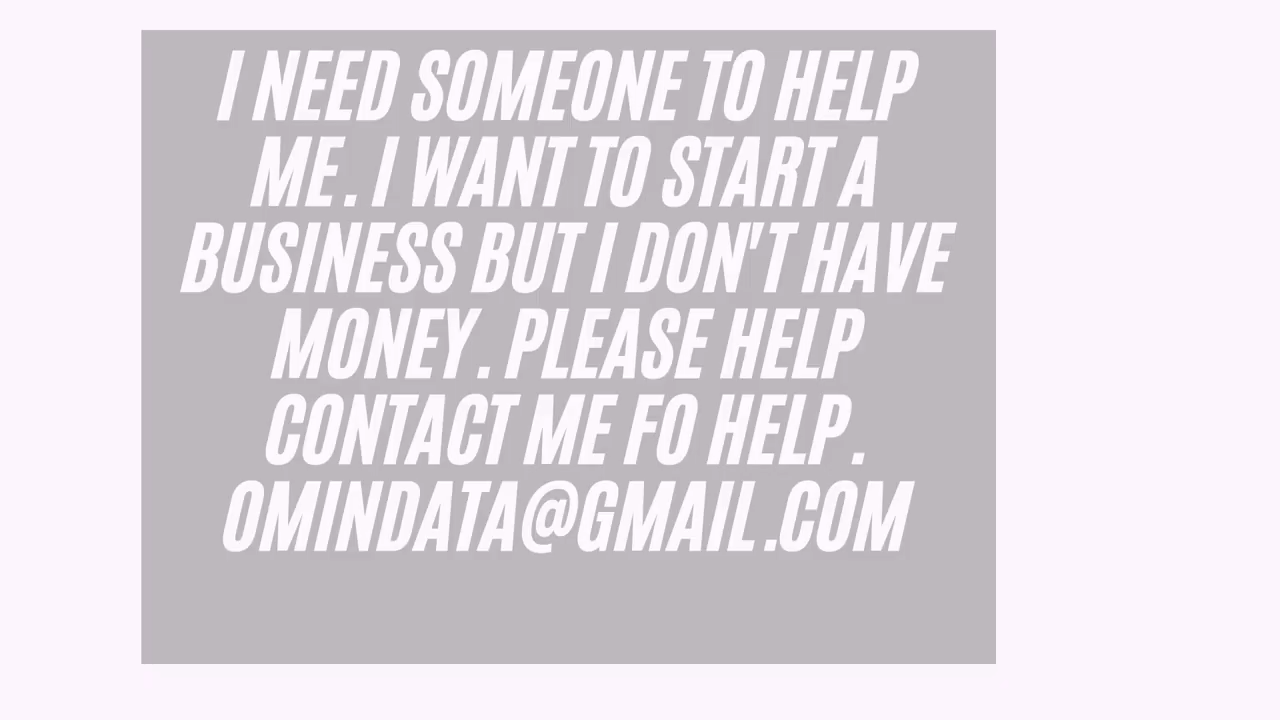 I NEED SOMEONE TO HELP
ME. I WANT TO START A
BUSINESS BUT I DON'T HAVE
MONEY. PLEASE HELP
CONTACT ME FO HELP.
OMINDATA@GMAIL.COM